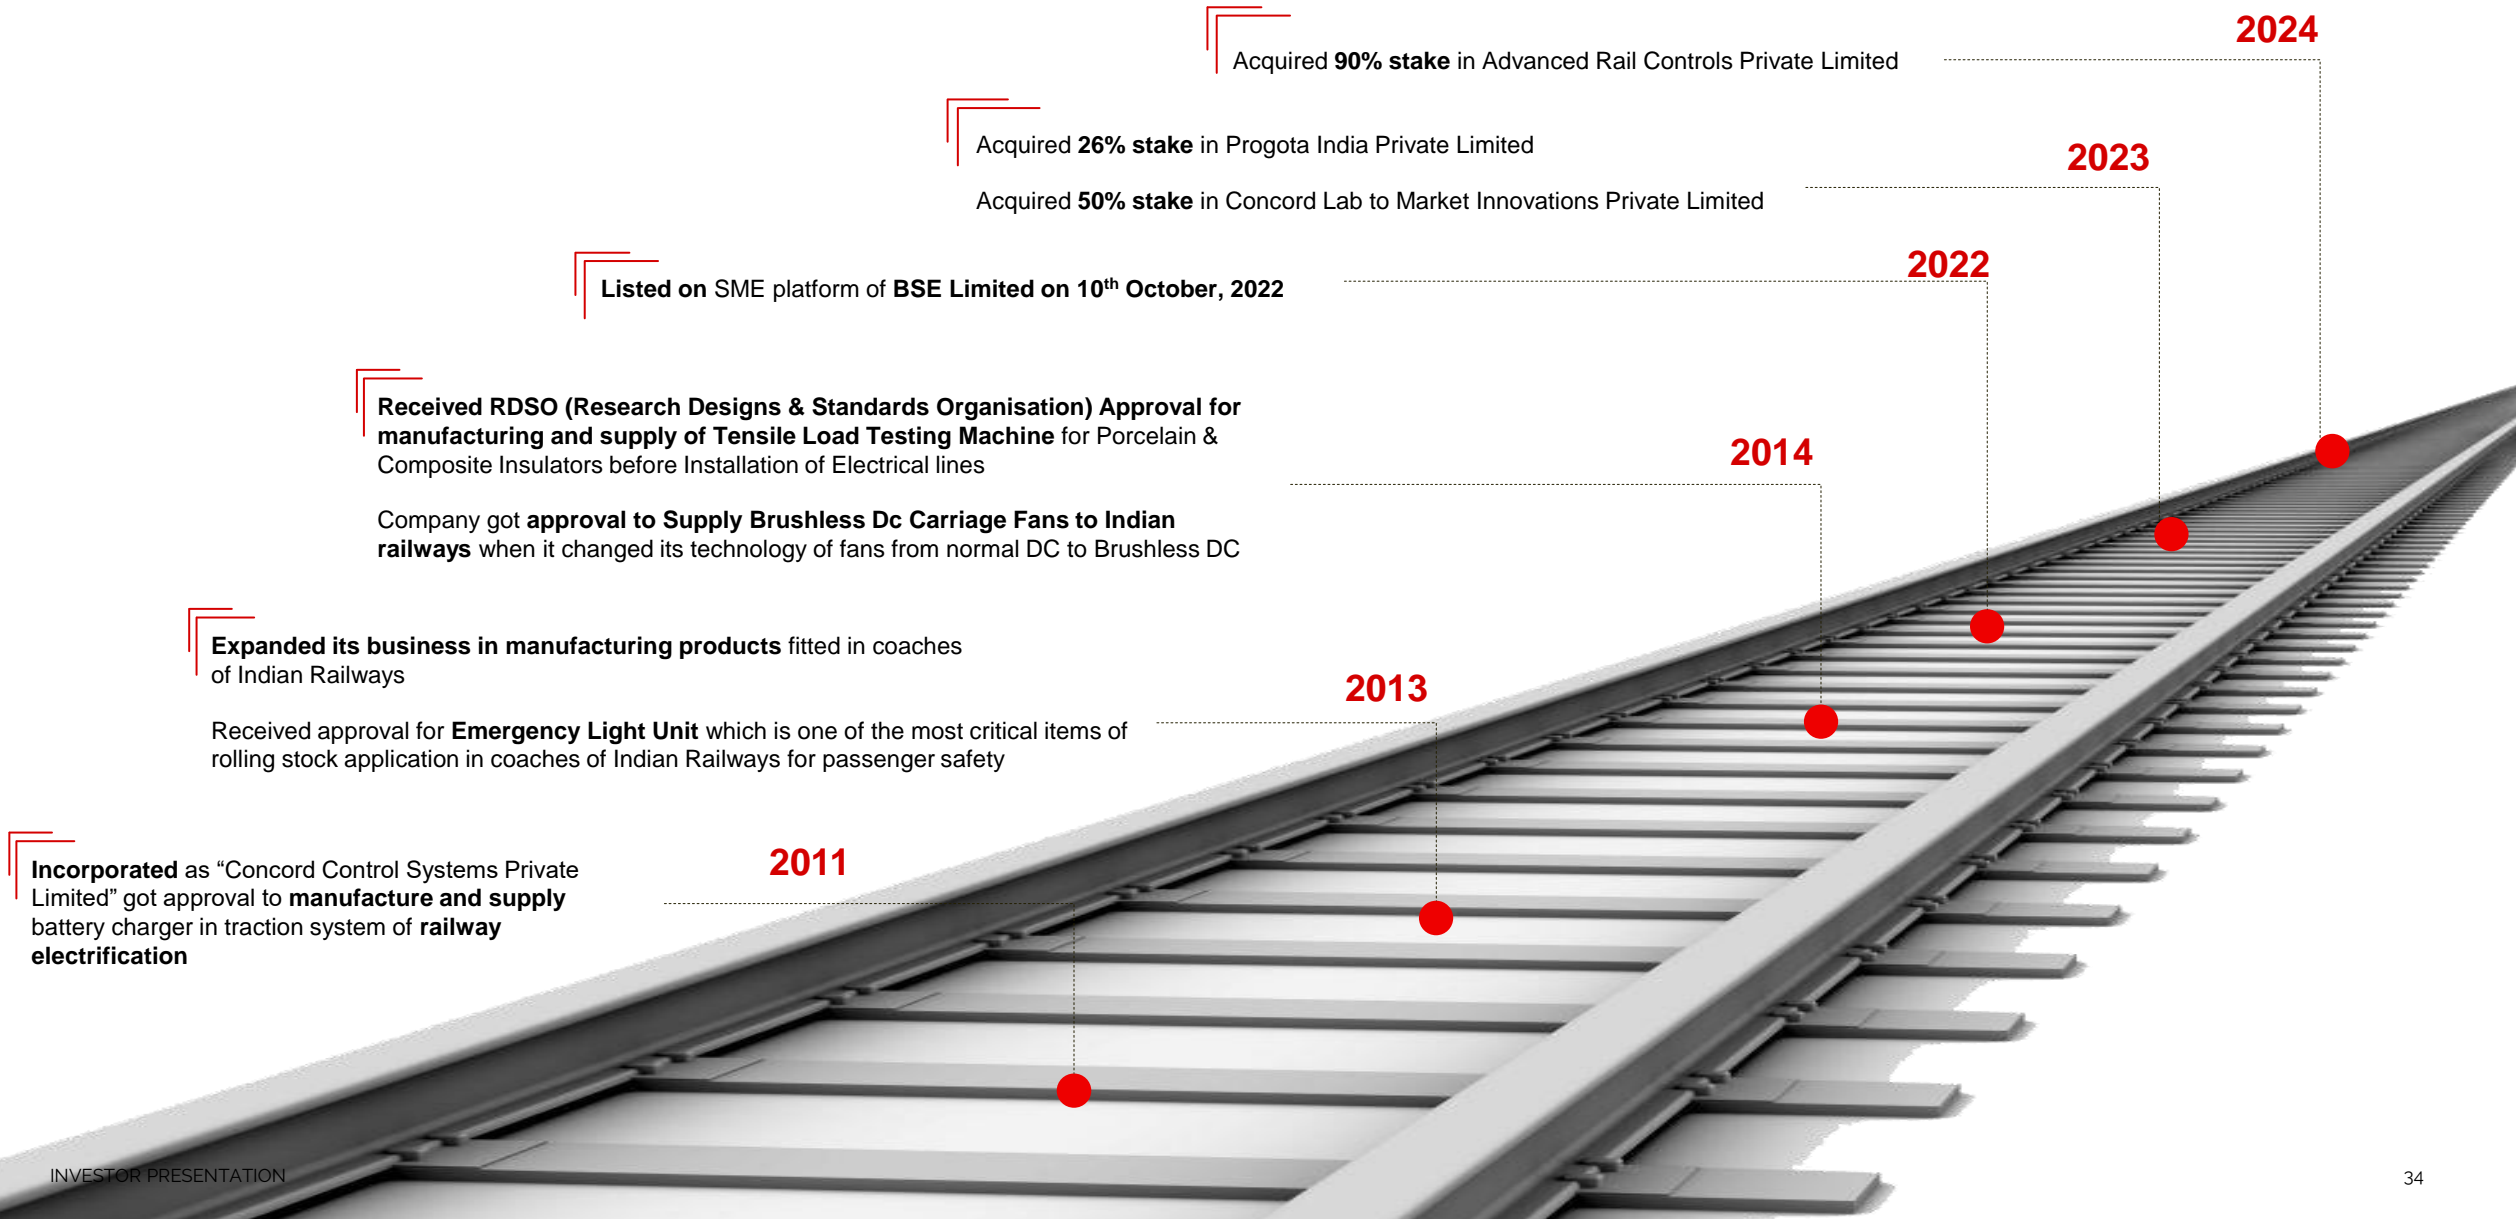 2024
Acquired 90% stake in Advanced Rail Controls Private Limited
Acquired 26% stake in Progota India Private Limited
2023
Acquired 50% stake in Concord Lab to Market Innovations Private Limited
2022
Listed on SME platform of BSE Limited on 10th October, 2022
Received RDSO (Research Designs & Standards Organisation) Approval for
manufacturing and supply of Tensile Load Testing Machine for Porcelain &
Composite Insulators before Installation of Electrical lines
2014
Company got approval to Supply Brushless Dc Carriage Fans to Indian
railways when it changed its technology of fans from normal DC to Brushless DC
Expanded its business in manufacturing products fitted in coaches
of Indian Railways
2013
Received approval for Emergency Light Unit which is one of the most critical items of
rolling stock application in coaches of Indian Railways for passenger safety
2011
Incorporated as “Concord Control Systems Private
Limited” got approval to manufacture and supply
battery charger in traction system of railway
electrification
INVESTOR PRESENTATION
34